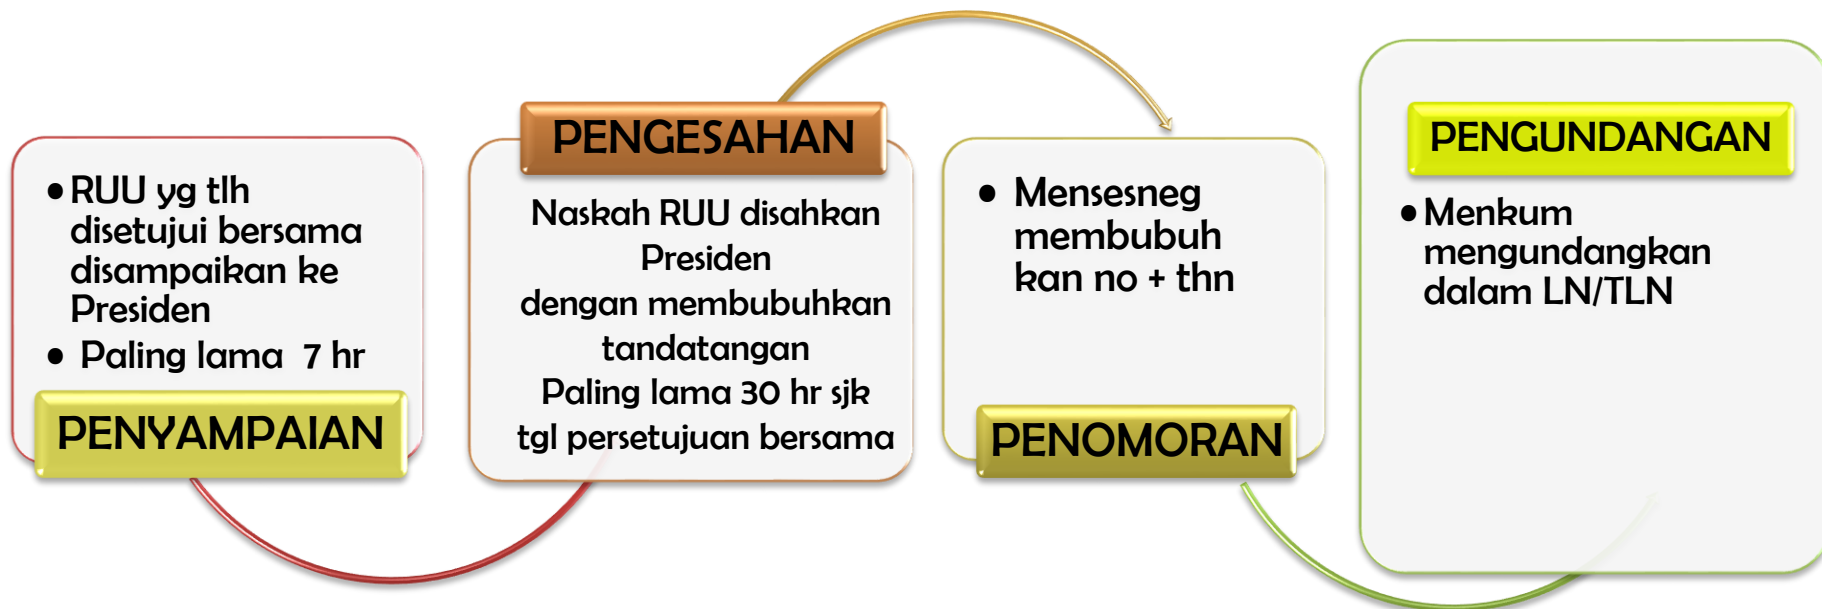 • RUU yg tlh
disetujui bersama
disampaikan ke
Presiden
• Paling lama 7 hr
PENYAMPAIAN
PENGESAHAN
Naskah RUU disahkan
Presiden
dengan membubuhkan
tandatangan
Paling lama 30 hr sjk
tgl persetujuan bersama
• Mensesneg
membubuh
kan no + thn
PENOMORAN
PENGUNDANGAN
• Menkum
mengundangkan
dalam LN/TLN